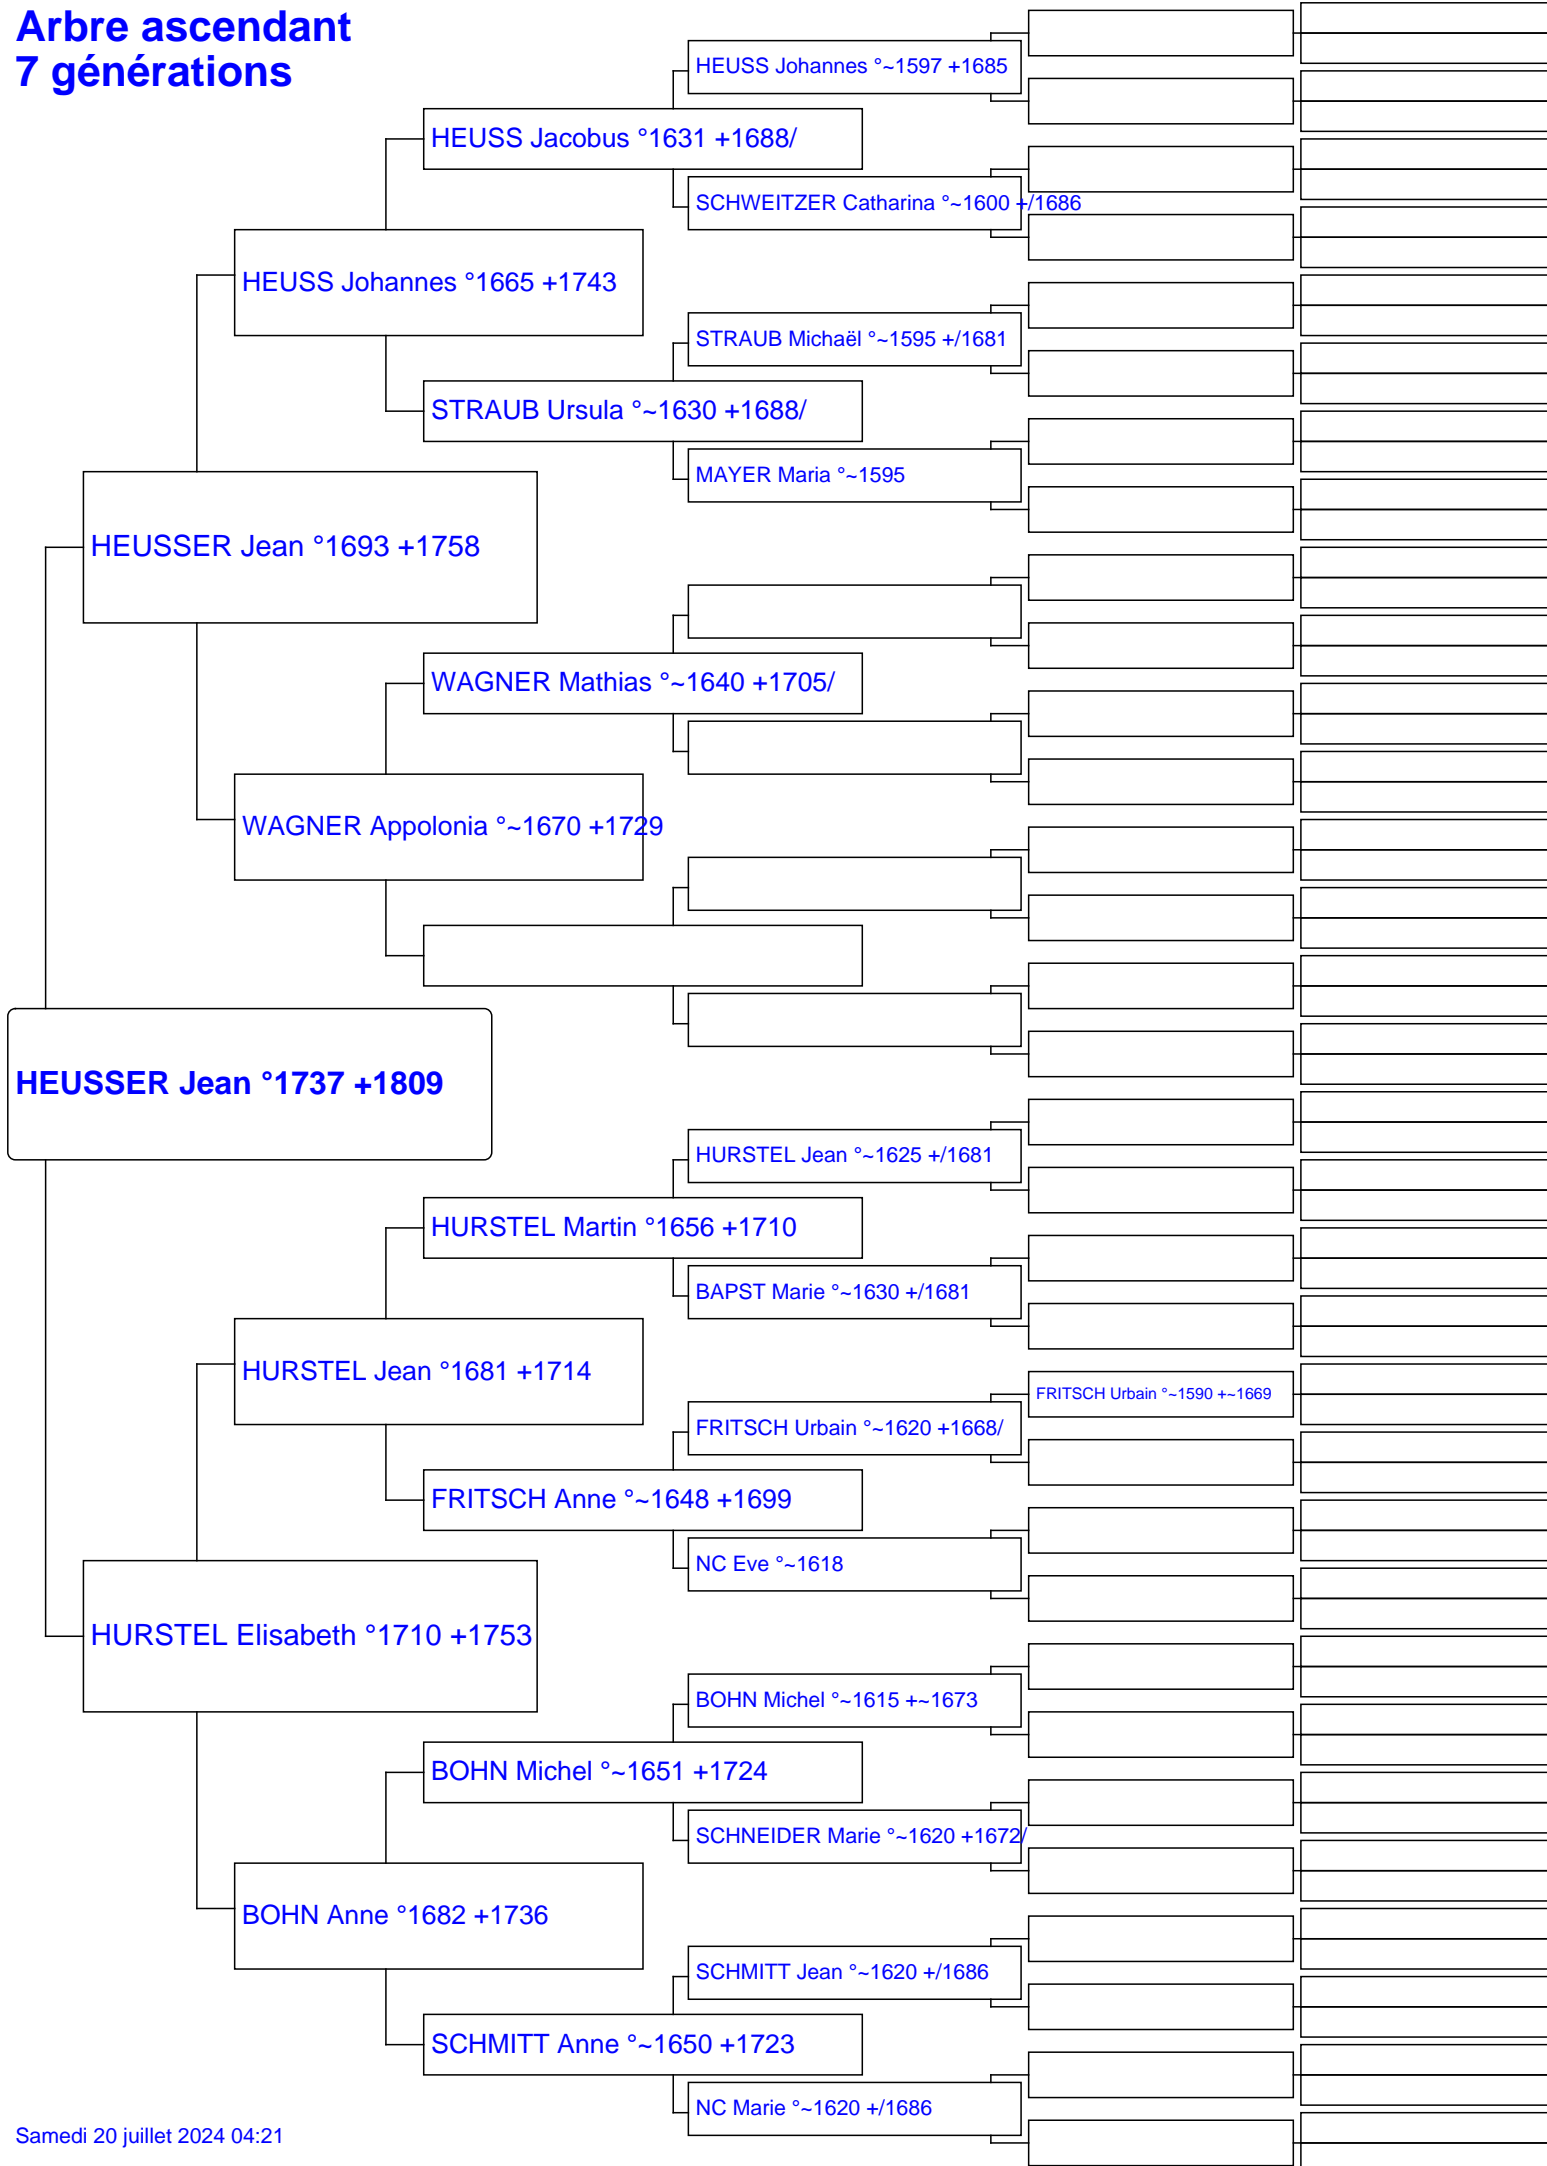 Arbre ascendant
7 générations
HEUSS Johannes °~1597 +1685
HEUSS Jacobus °1631 +1688/
SCHWEITZER Catharina °~1600 +/1686
HEUSS Johannes °1665 +1743
STRAUB Michaël °~1595 +/1681
STRAUB Ursula °~1630 +1688/
MAYER Maria °~1595
HEUSSER Jean °1693 +1758
WAGNER Mathias °~1640 +1705/
WAGNER Appolonia °~1670 +1729
HEUSSER Jean °1737 +1809
HURSTEL Jean °~1625 +/1681
HURSTEL Martin °1656 +1710
BAPST Marie °~1630 +/1681
HURSTEL Jean °1681 +1714
FRITSCH Urbain °~1590 +~1669
FRITSCH Urbain °~1620 +1668/
FRITSCH Anne °~1648 +1699
NC Eve °~1618
HURSTEL Elisabeth °1710 +1753
BOHN Michel °~1615 +~1673
BOHN Michel °~1651 +1724
SCHNEIDER Marie °~1620 +1672/
BOHN Anne °1682 +1736
SCHMITT Jean °~1620 +/1686
SCHMITT Anne °~1650 +1723
NC Marie °~1620 +/1686
Samedi 20 juillet 2024 04:21